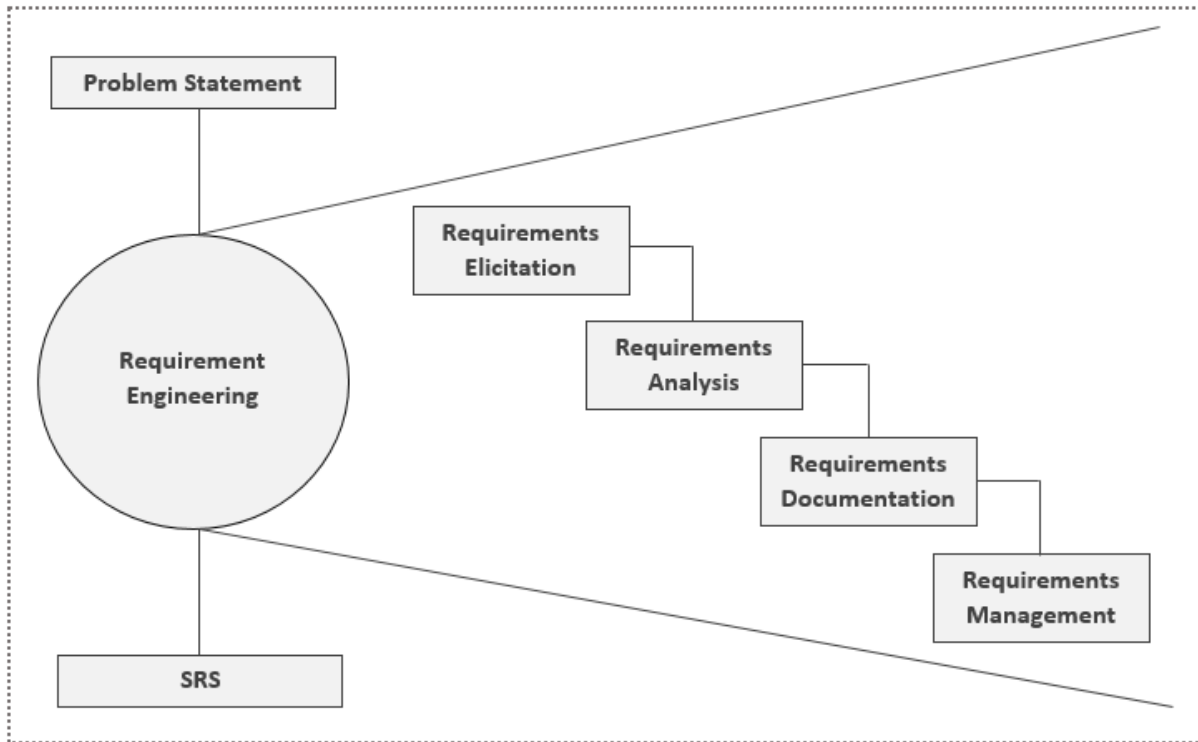 Problem Statement
Requirement
Engineering
SRS
Requirements
Elicitation
Requirements
Analysis
Requirements
Documentation
Requirements
Management